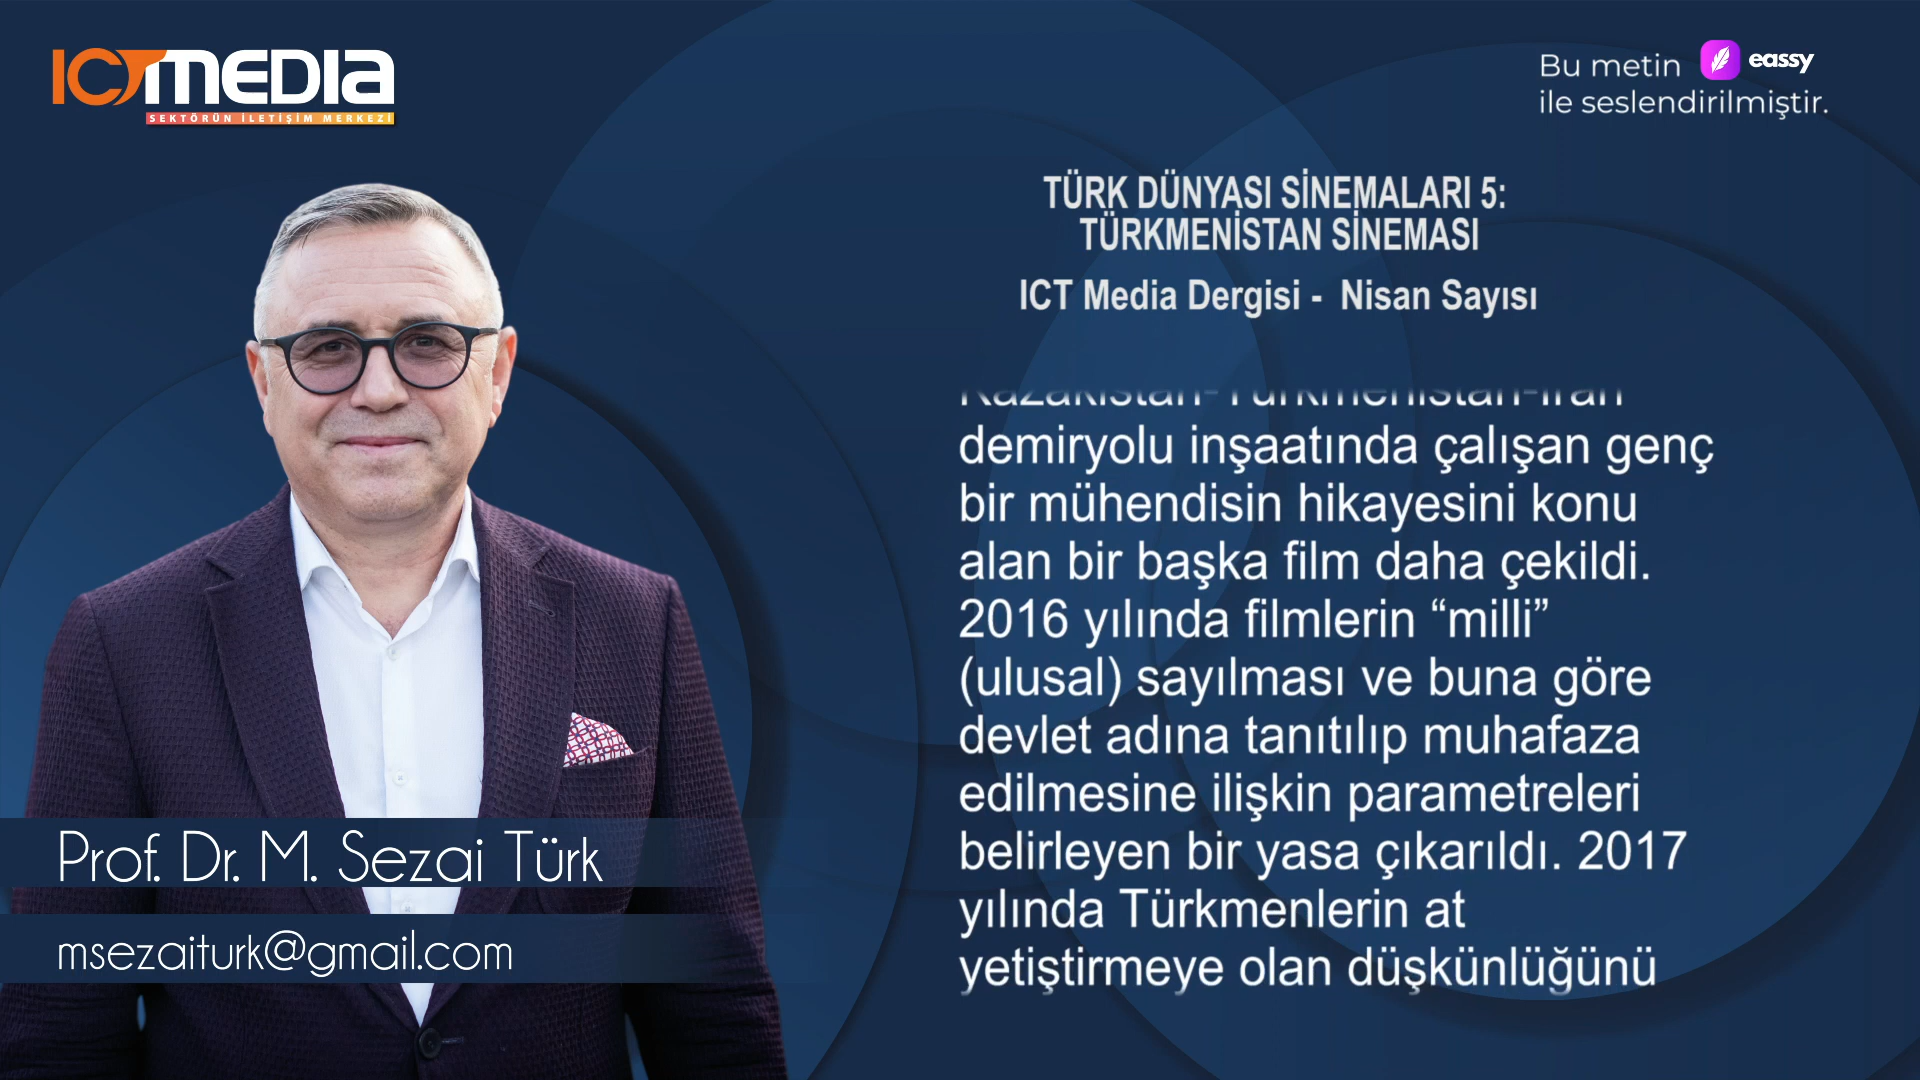 ICTMEDIA
SEKTÖRÜN İLETİŞİM MERKEZİ
Bu metin eassy
ile seslendirilmiştir.
TÜRK DÜNYASI SİNEMALARI 5:
TÜRKMENİSTAN SİNEMASI
ICT Media Dergisi - Nisan Sayısı
Kazakistan-Türkmenistan-İran
demiryolu inşaatında çalışan genç
bir mühendisin hikayesini konu
alan bir başka film daha çekildi.
2016 yılında filmlerin “milli”
(ulusal) sayılması ve buna göre
devlet adına tanıtılıp muhafaza
edilmesine ilişkin parametreleri
belirleyen bir yasa çıkarıldı. 2017
yılında Türkmenlerin at
yetiştirmeye olan düşkünlüğünü
Prof. Dr. M. Sezai Türk
msezaiturk@gmail.com